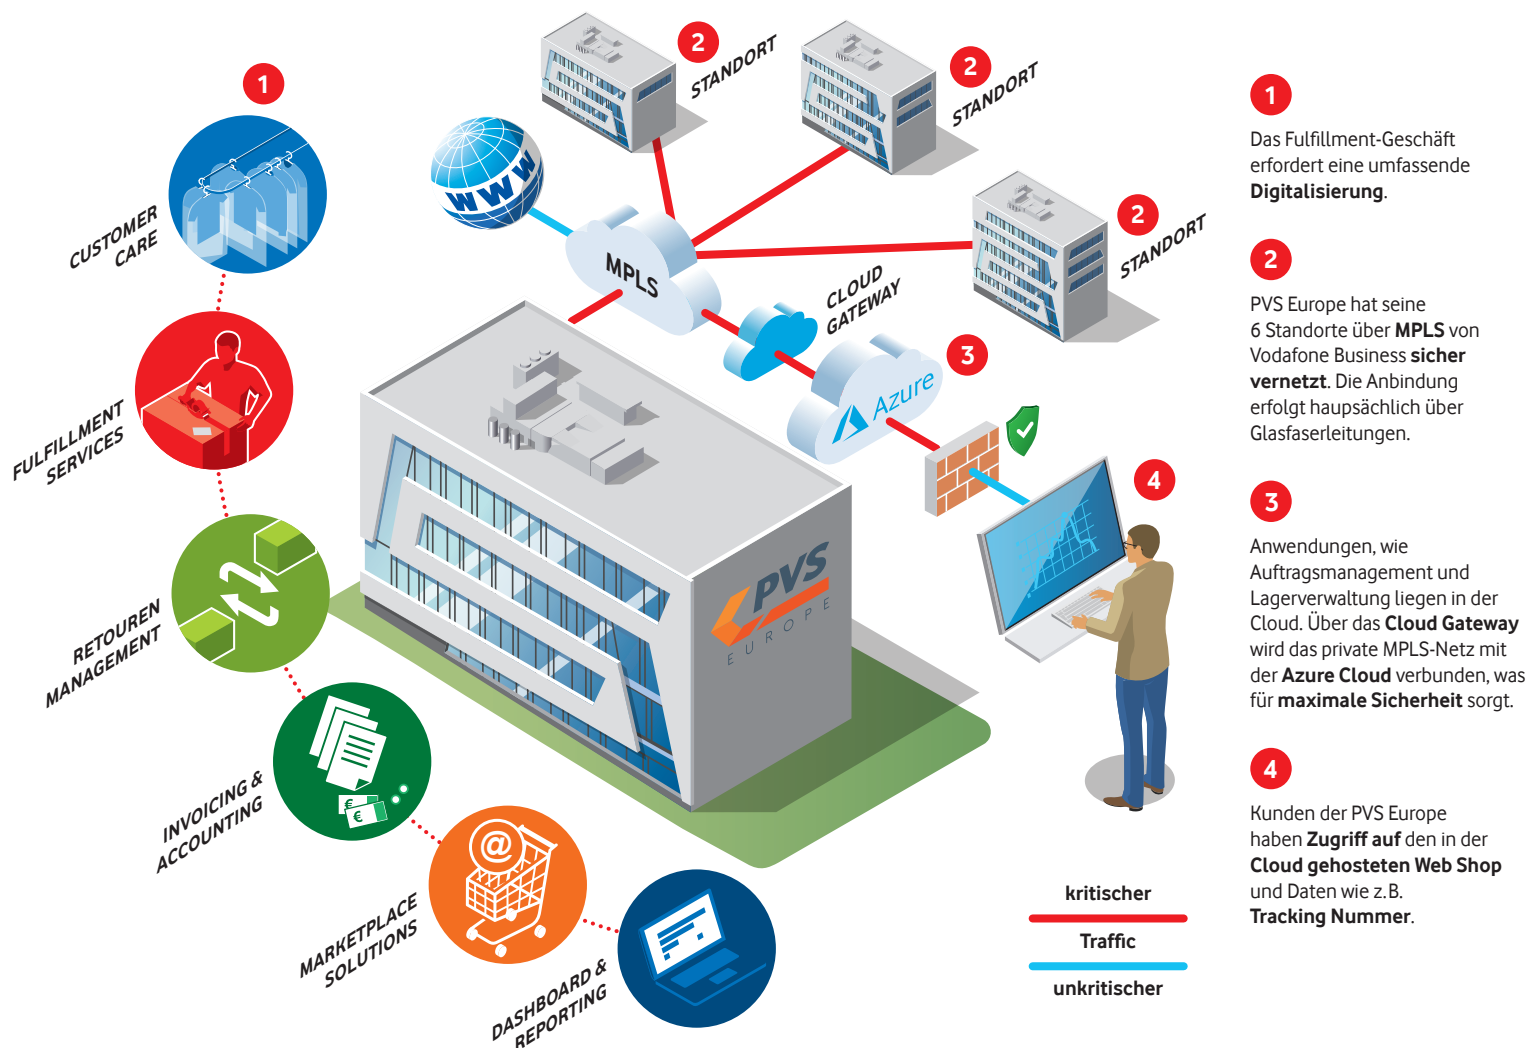 1
CUSTOMER
CARE
FULFILLMENT
SERVICES
RETOUREN
MANAGEMENT
INVOICING &
ACCOUNTING
€
€
@
MARKETPLACE
SOLUTIONS
DASHBOARD &
REPORTING
WWW
MPLS
2
STANDORT
2
STANDORT
2
STANDORT
CLOUD
GATEWAY
3
Azure
4
PVS
EUROPE
kritischer
Traffic
unkritischer
1
Das Fulfillment-Geschäft
erfordert eine umfassende
Digitalisierung.
2
PVS Europe hat seine
6 Standorte über MPLS von
Vodafone Business sicher
vernetzt. Die Anbindung
erfolgt haupsächlich über
Glasfaserleitungen.
3
Anwendungen, wie
Auftragsmanagement und
Lagerverwaltung liegen in der
Cloud. Über das Cloud Gateway
wird das private MPLS-Netz mit
der Azure Cloud verbunden, was
für maximale Sicherheit sorgt.
4
Kunden der PVS Europe
haben Zugriff auf den in der
Cloud gehosteten Web Shop
und Daten wie z.B.
Tracking Nummer.